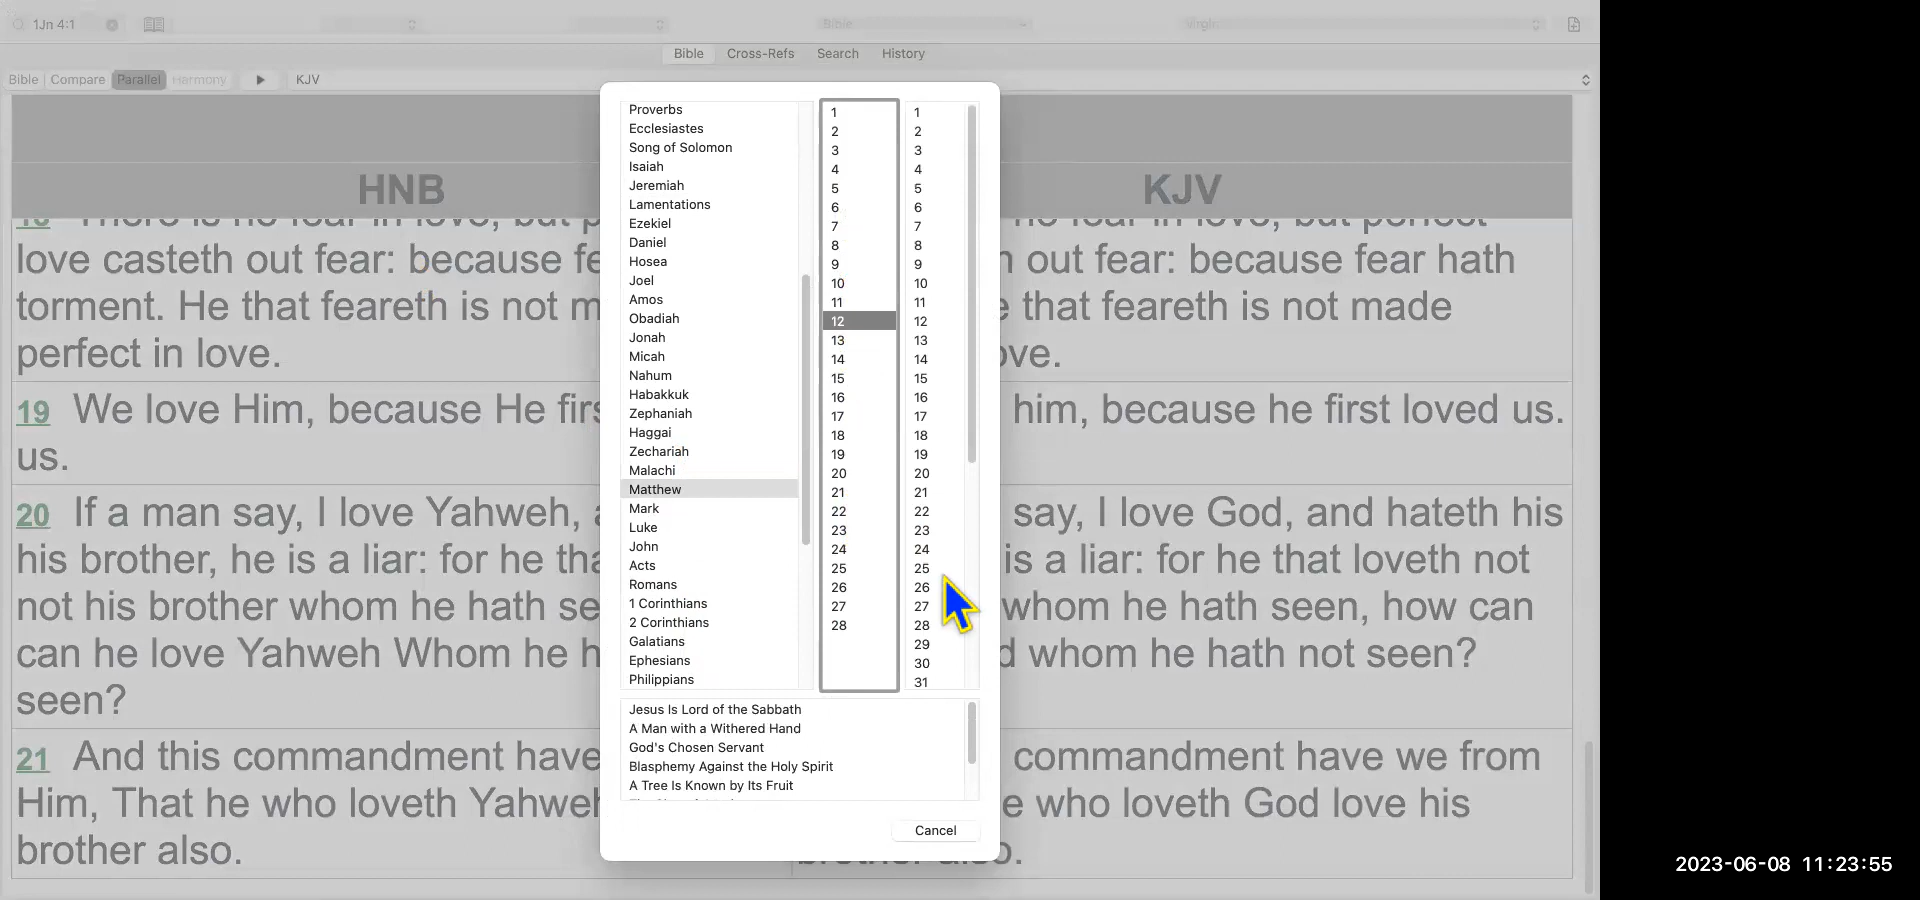 1Jn 4:1
Bible
Single
Bible Cross-Refs Search History
Bible Compare Parallel Harmony KJV
HNB KJV
love casteth out fear: because fe
torment. He that feareth is not m
perfect in love.
19 We love Him, because He firs
us.
20 If a man say, I love Yahweh, a
his brother, he is a liar: for he tha
not his brother whom he hath se
can he love Yahweh Whom he h
seen?
21 And this commandment have
Him, That he who loveth Yahweh
brother also.
Proverbs
Ecclesiastes
Song of Solomon
Isaiah
Jeremiah
Lamentations
Ezekiel
Daniel
Hosea
Joel
Amos
Obadiah
Jonah
Micah
Nahum
Habakkuk
Zephaniah
Haggai
Zechariah
Malachi
Matthew
Mark
Luke
John
Acts
Romans
1 Corinthians
2 Corinthians
Galatians
Ephesians
Philippians
1
2
3
4
5
6
7
8
9
10
11
12
13
14
15
16
17
18
19
20
21
22
23
24
25
26
27
28
1
2
3
4
5
6
7
8
9
10
11
12
13
14
15
16
17
18
19
20
21
22
23
24
25
26
27
28
29
30
31
Jesus Is Lord of the Sabbath
A Man with a Withered Hand
God's Chosen Servant
Blasphemy Against the Holy Spirit
A Tree Is Known by Its Fruit
Cancel
out fear: because fear hath
that feareth is not made
ove.
him, because he first loved us.
say, I love God, and hateth his
is a liar: for he that loveth not
whom he hath seen, how can
whom he hath not seen?
commandment have we from
who loveth God love his
brother also.
2023-06-08 11:23:55